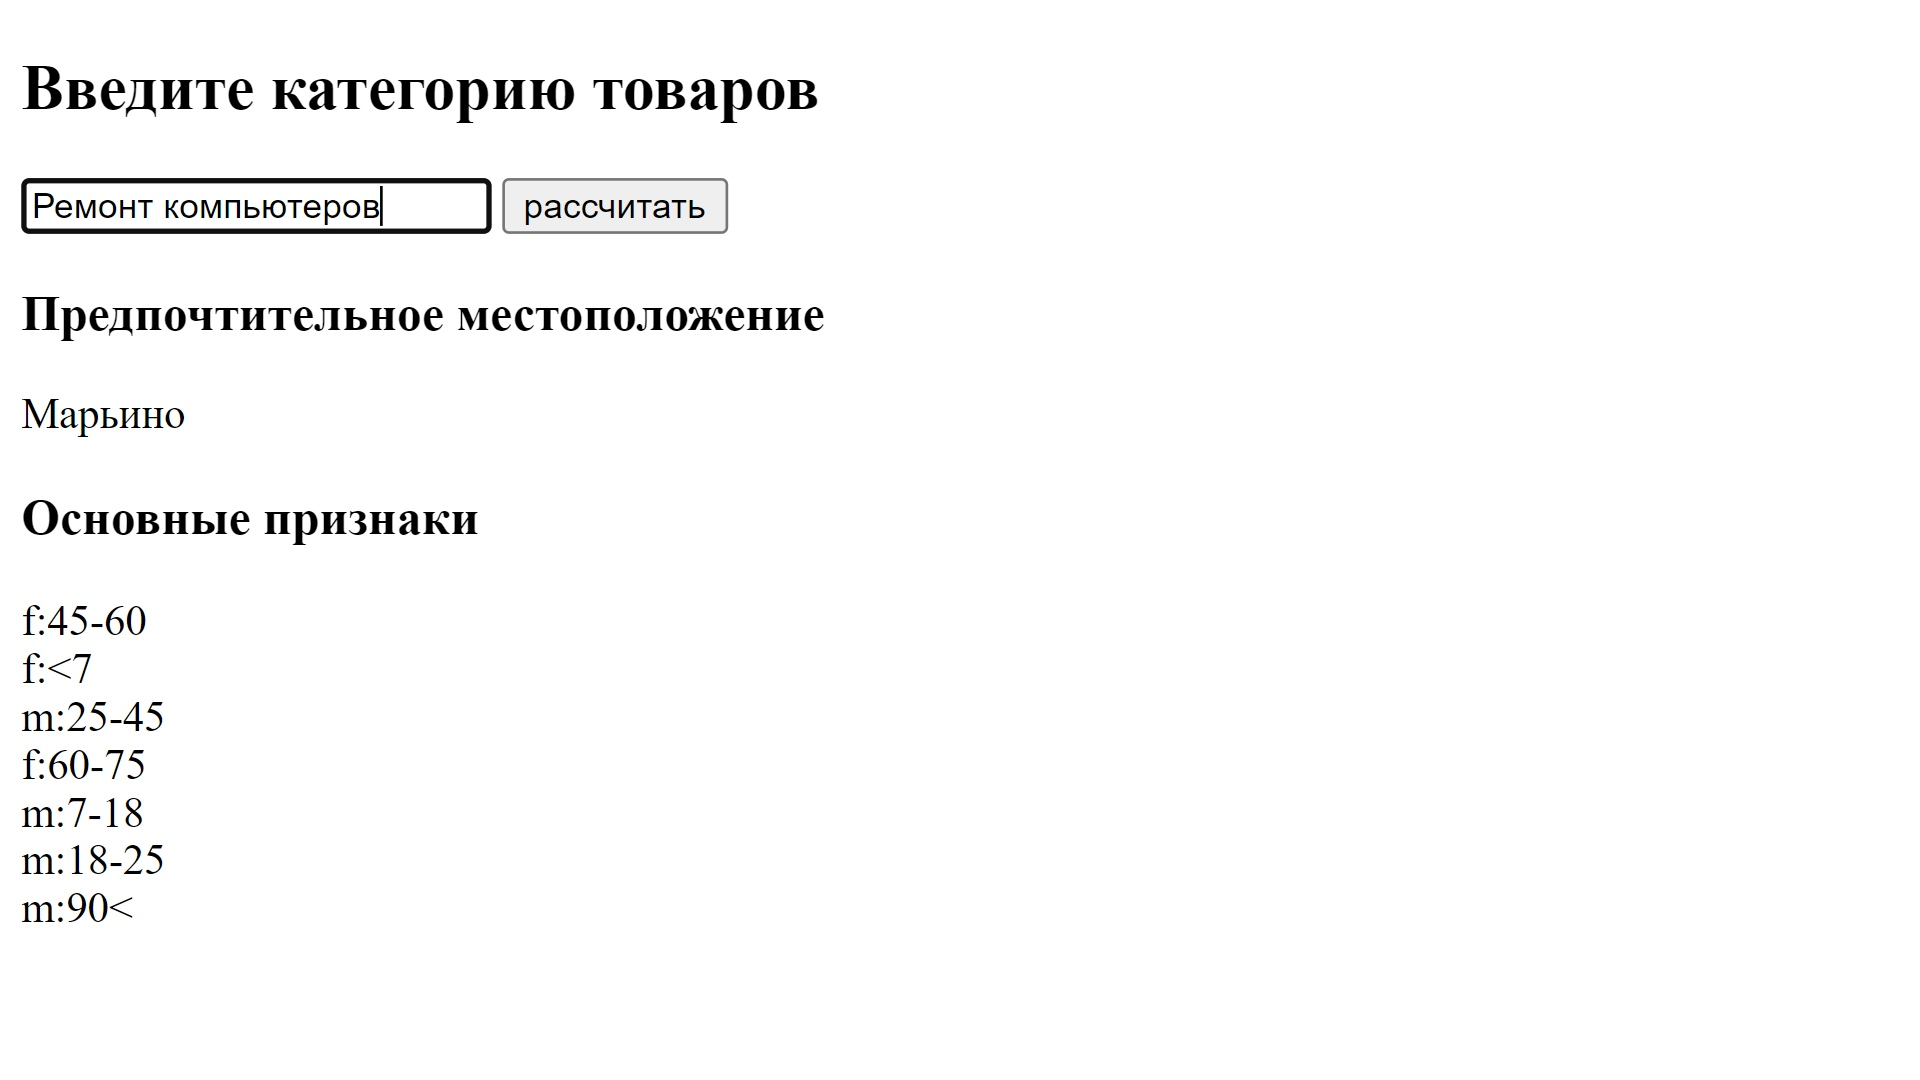 Введите категорию товаров
Ремонт компьютеров рассчитать
Предпочтительное местоположение
Марьино
Основные признаки
f:45-60
f:<7
m:25-45
f:60-75
m:7-18
m:18-25
m:90<